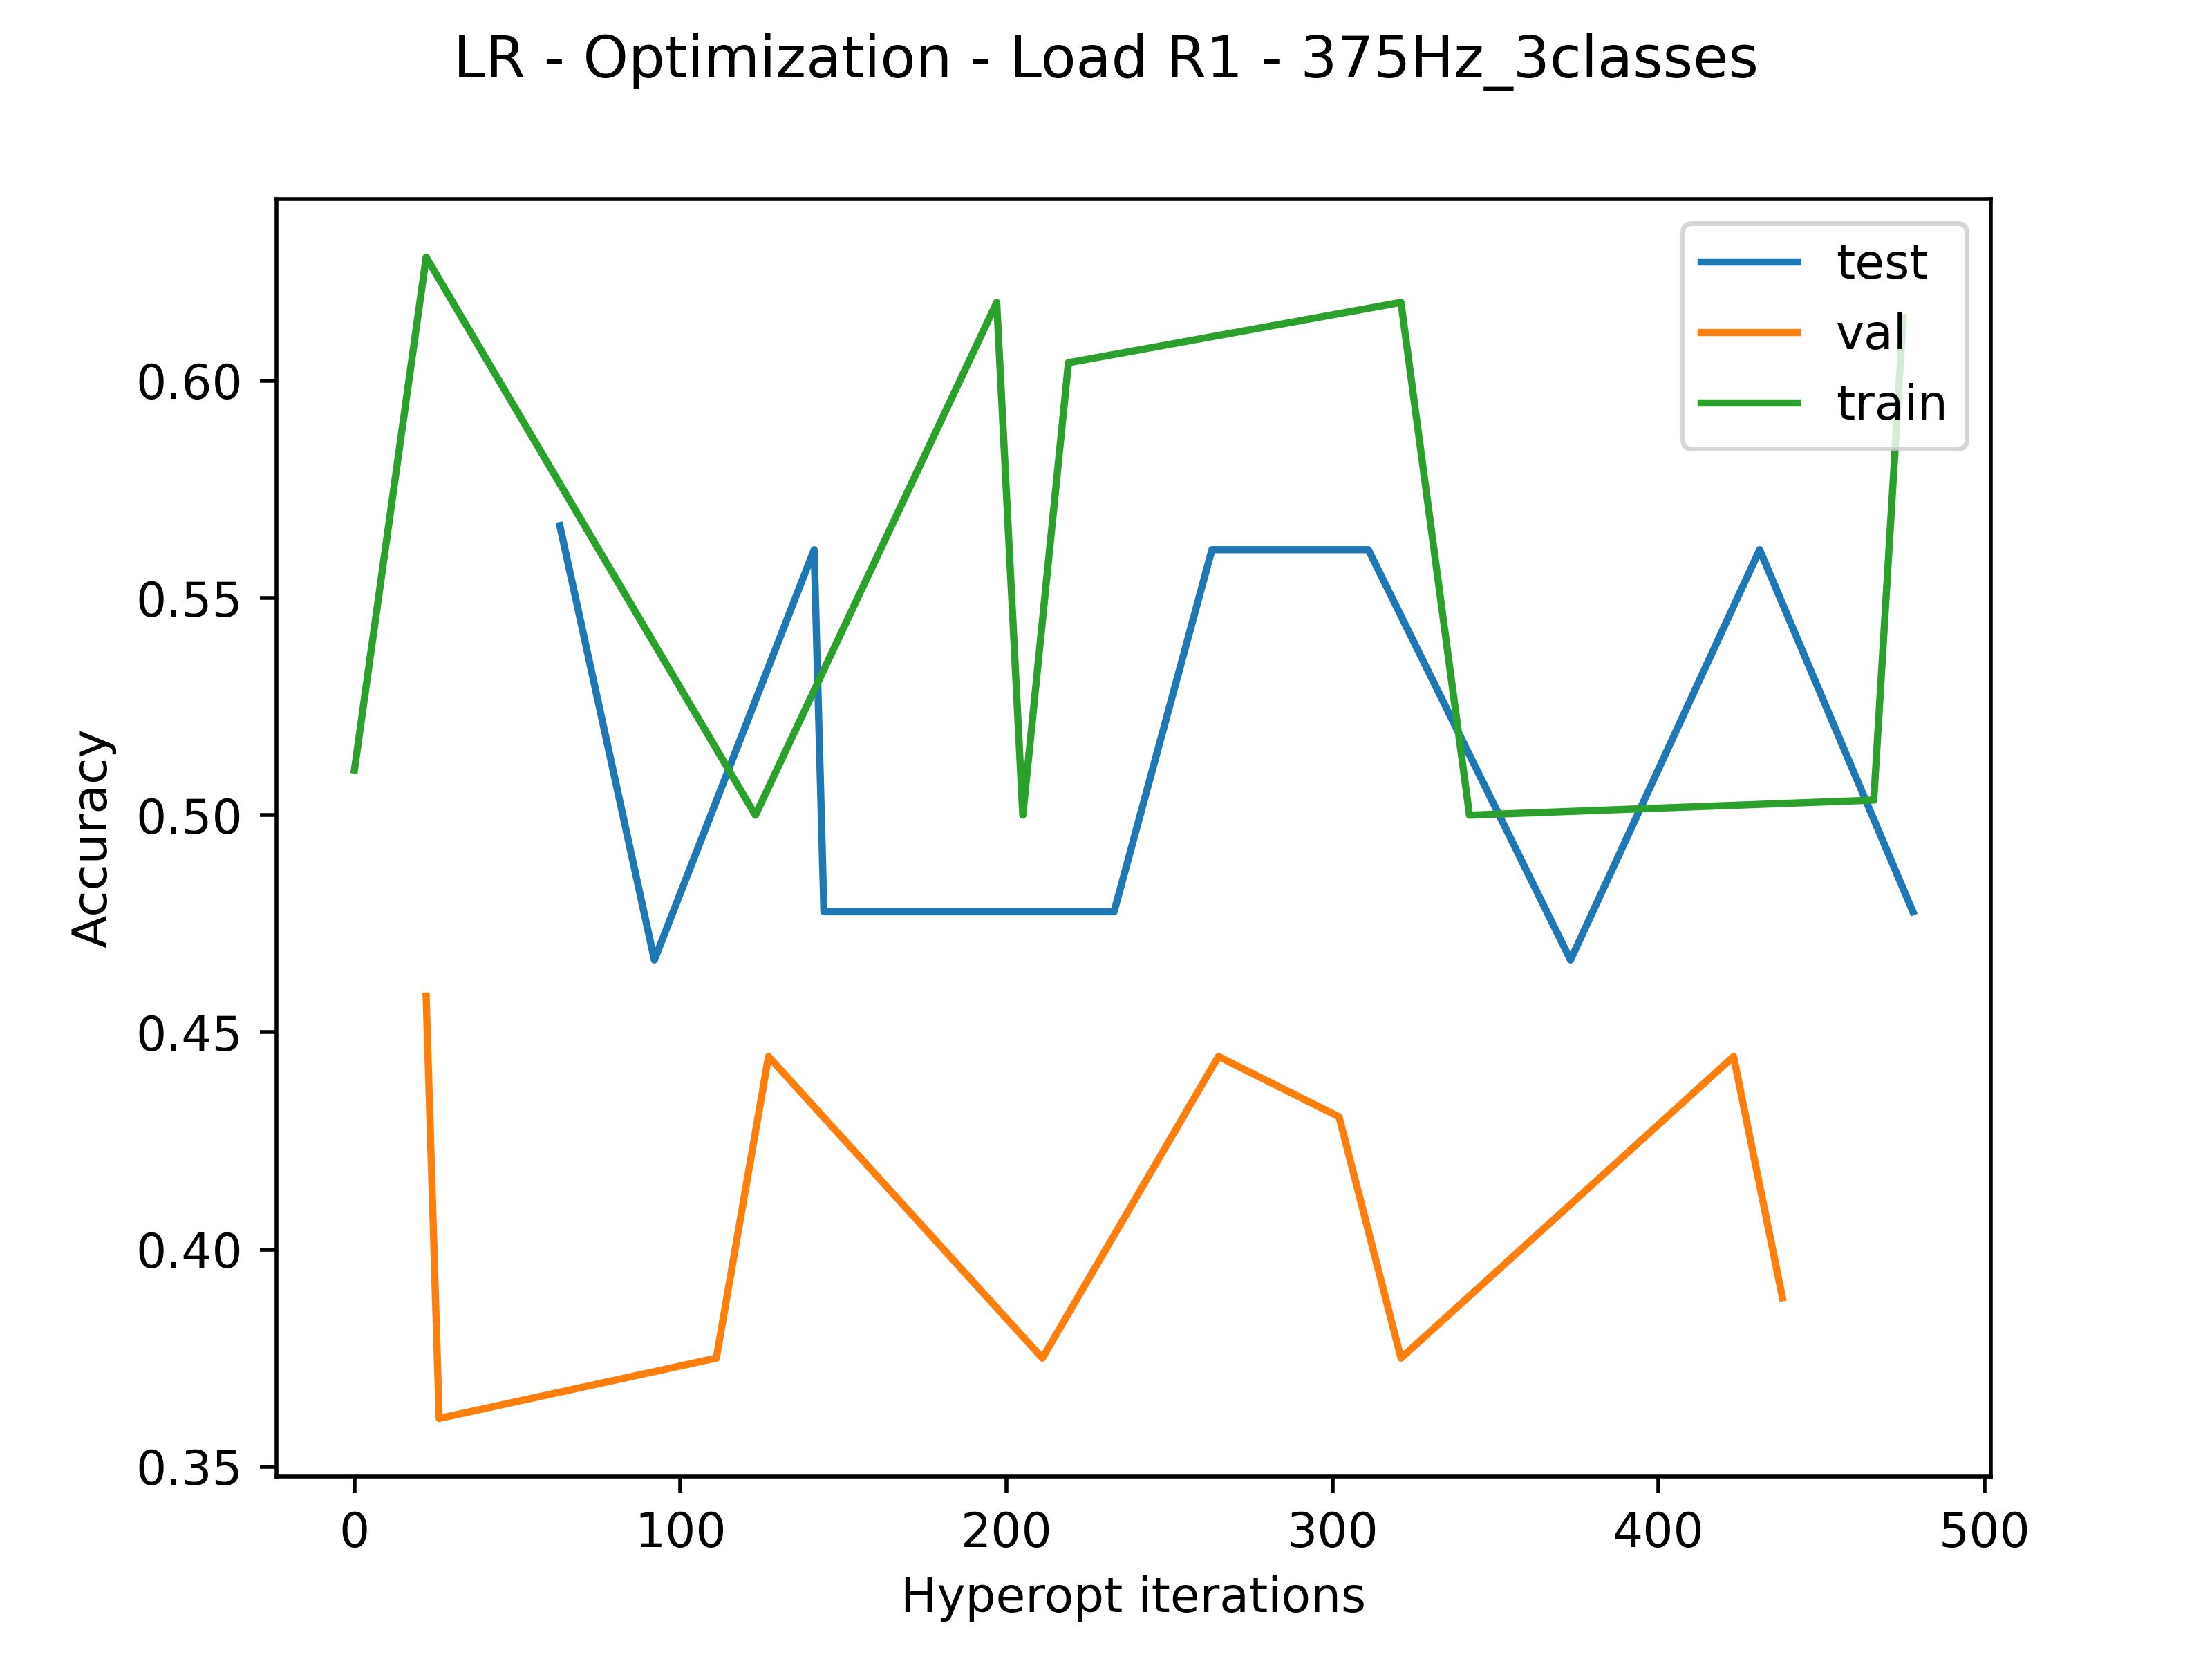 LR - Optimization - Load R1 - 375Hz_3classes
test
val
train
0.60
0.55
0.50
0.45
0.40
0.35
Accuracy
0 100 200 300 400 500
Hyperopt iterations